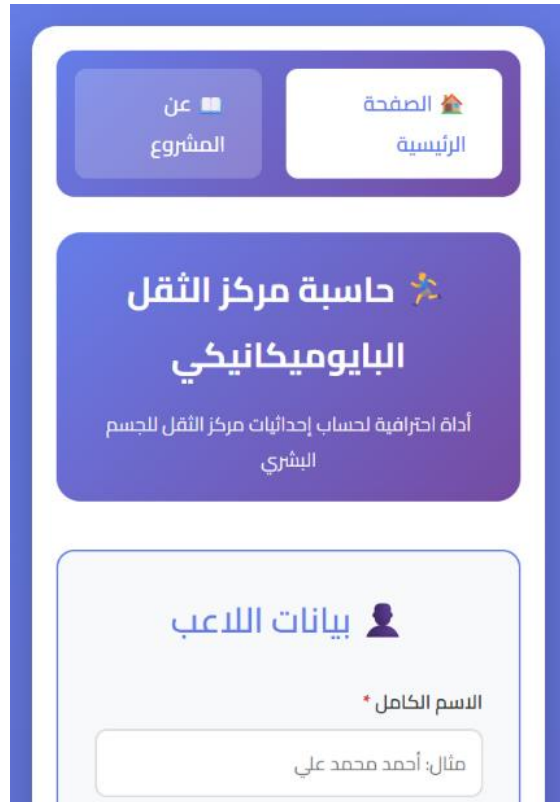 الصفحة
الرئيسية
عن
المشروع
حاسبة مركز الثقل
البايوميكانيكي
أداة احترافية لحساب إحداثيات مركز الثقل للجسم
البشري
بيانات اللاعب
الاسم الكامل *
مثال: أحمد محمد علي